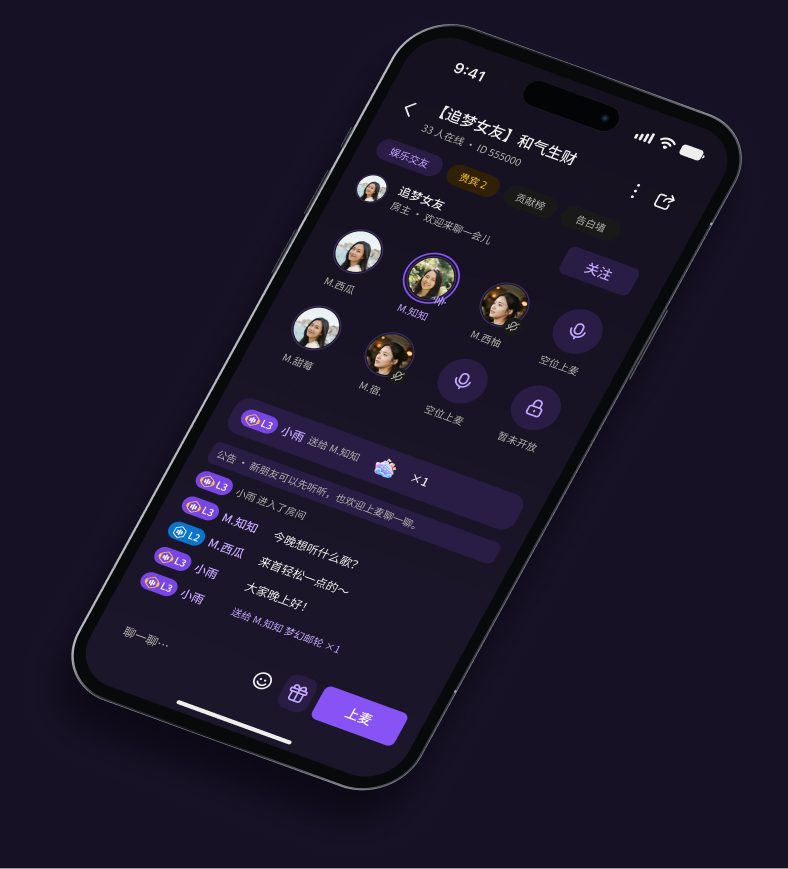 9:41
【追梦女友】和气生财
33 人在线 · ID 555000
娱乐交友 贵宾 2 贡献榜 告白墙
追梦女友
房主 · 欢迎来聊一会儿
关注
M.西瓜 M.知知 M.西柚 空位上麦
M.甜莓 M.宿. 空位上麦 暂未开放
L3 小雨 送给 M.知知 ×1
公告 · 新朋友可以先听听，也欢迎上麦聊一聊。
L3 小雨 进入了房间
L3 M.知知 今晚想听什么歌？
L2 M.西瓜 来首轻松一点的～
L3 小雨 大家晚上好！
L3 小雨 送给 M.知知 梦幻邮轮 ×1
聊一聊…
上麦